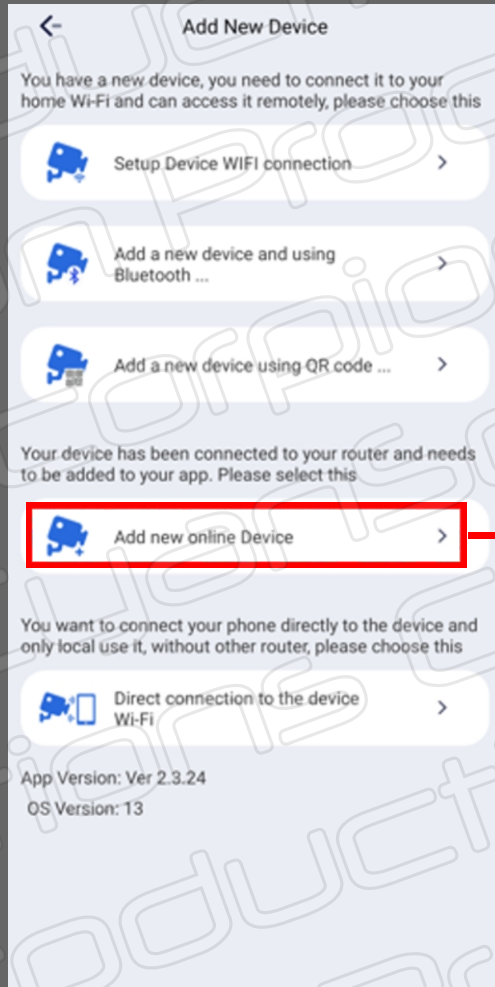 Add New Device
You have a new device, you need to connect it to your
home Wi-Fi and can access it remotely, please choose this
Setup Device WIFI connection
Add a new device and using
Bluetooth ...
Add a new device using QR code ...
Your device has been connected to your router and needs
to be added to your app. Please select this
Add new online Device
You want to connect your phone directly to the device and
only local use it, without other router, please choose this
Direct connection to the device
Wi-Fi
App Version: Ver 2.3.24
OS Version: 13